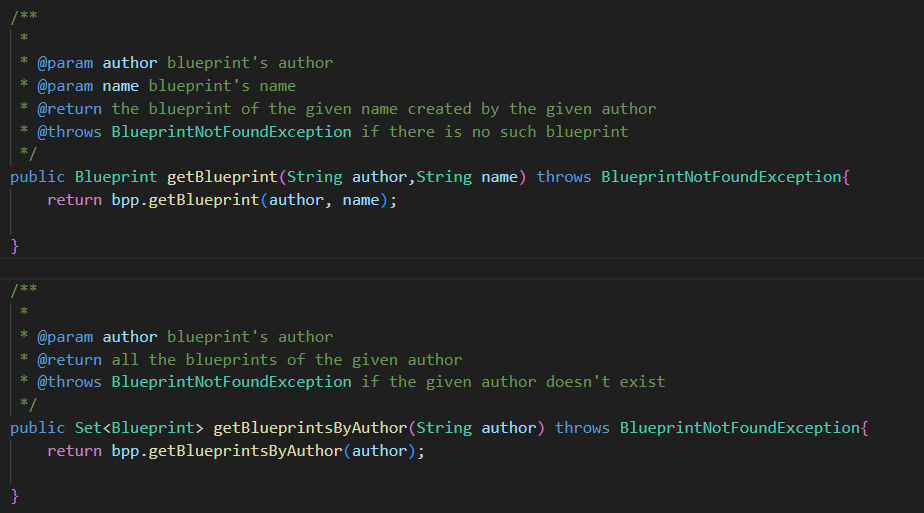 /**
 *
 * @param author blueprint's author
 * @param name blueprint's name
 * @return the blueprint of the given name created by the given author
 * @throws BlueprintNotFoundException if there is no such blueprint
 */
public Blueprint getBlueprint(String author,String name) throws BlueprintNotFoundException{
    return bpp.getBlueprint(author, name);
}
/**
 *
 * @param author blueprint's author
 * @return all the blueprints of the given author
 * @throws BlueprintNotFoundException if the given author doesn't exist
 */
public Set<Blueprint> getBlueprintsByAuthor(String author) throws BlueprintNotFoundException{
    return bpp.getBlueprintsByAuthor(author);
}